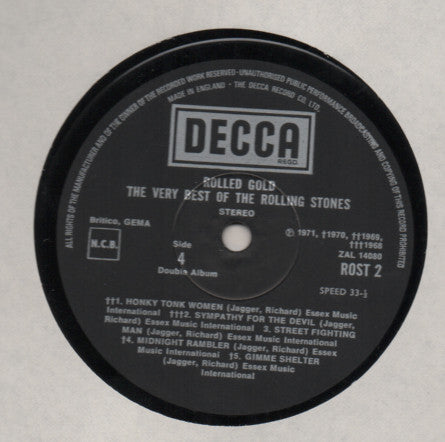 ALL RIGHTS OF THE MANUFACTURER AND OF THE OWNER OF THE RECORDED WORK RESERVED · UNAUTHORISED PUBLIC PERFORMANCE BROADCASTING AND COPYING OF THIS RECORD PROHIBITED
MADE IN ENGLAND · THE DECCA RECORD CO. LTD.
DECCA
REGD.
ROLLED GOLD
THE VERY BEST OF THE ROLLING STONES
STEREO
Britico, GEMA
N.C.B.
Side
4
Double Album
℗ 1971, †1970, ††1969,
†††1968
ZAL 14080
ROST 2
SPEED 33-⅓
††1. HONKY TONK WOMEN (Jagger, Richard) Essex Music
International †††2. SYMPATHY FOR THE DEVIL (Jagger,
Richard) Essex Music International 3. STREET FIGHTING
MAN (Jagger, Richard) Essex Music International
†4. MIDNIGHT RAMBLER (Jagger, Richard) Essex
Music International †5. GIMME SHELTER
(Jagger, Richard) Essex Music
International